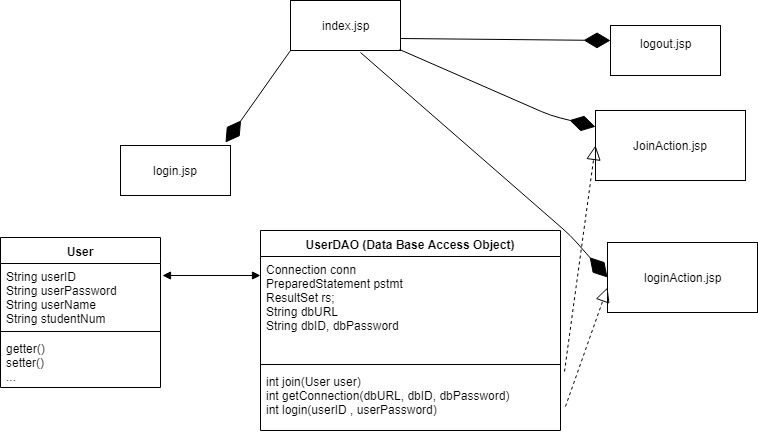 index.jsp
logout.jsp
JoinAction.jsp
login.jsp
loginAction.jsp
User
String userID
String userPassword
String userName
String studentNum
getter()
setter()
...
UserDAO (Data Base Access Object)
Connection conn
PreparedStatement pstmt
ResultSet rs;
String dbURL
String dbID, dbPassword
int join(User user)
int getConnection(dbURL, dbID, dbPassword)
int login(userID , userPassword)